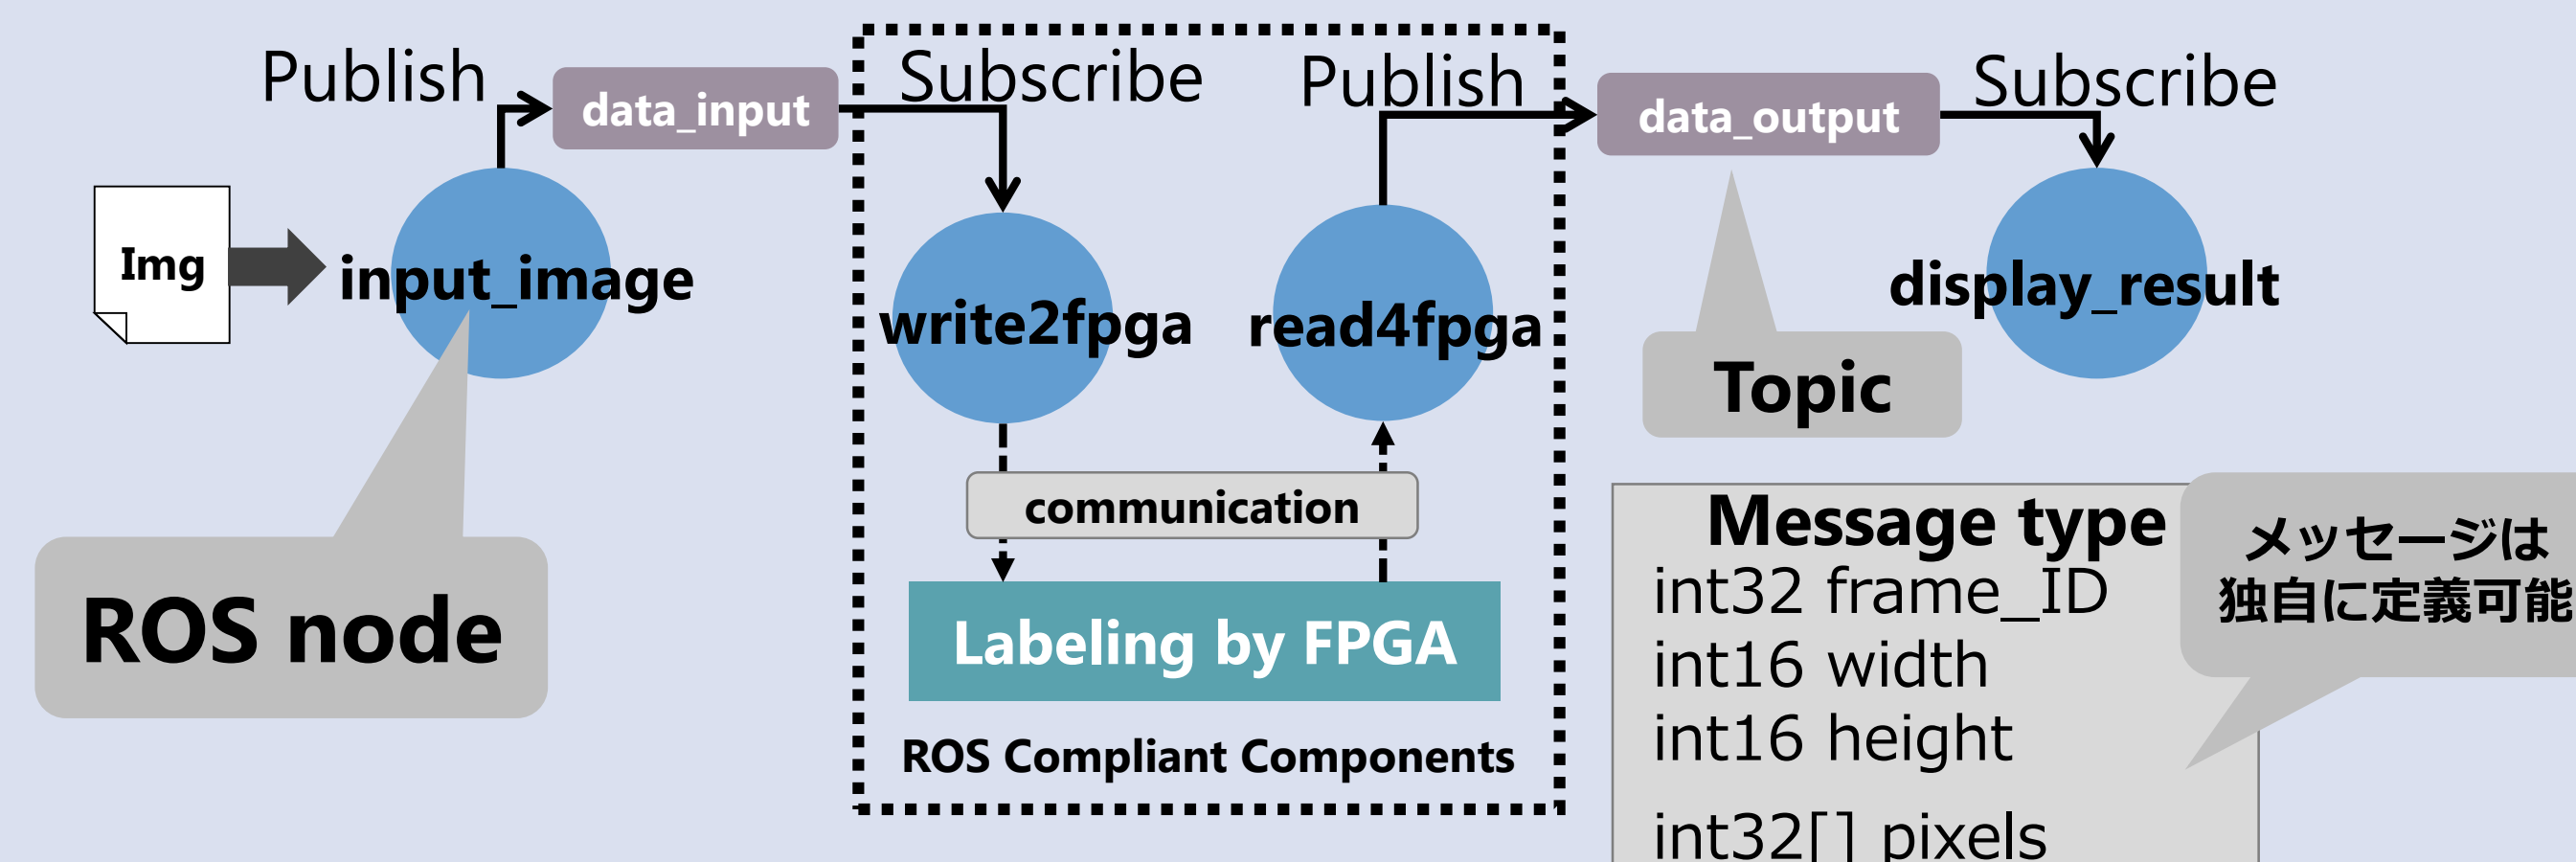 Publish
data_input
Subscribe
Publish
data_output
Subscribe
Img
input_image
write2fpga
read4fpga
display_result
Topic
communication
ROS node
Labeling by FPGA
ROS Compliant Components
Message type
int32 frame_ID
int16 width
int16 height
int32[] pixels
メッセージは
独自に定義可能